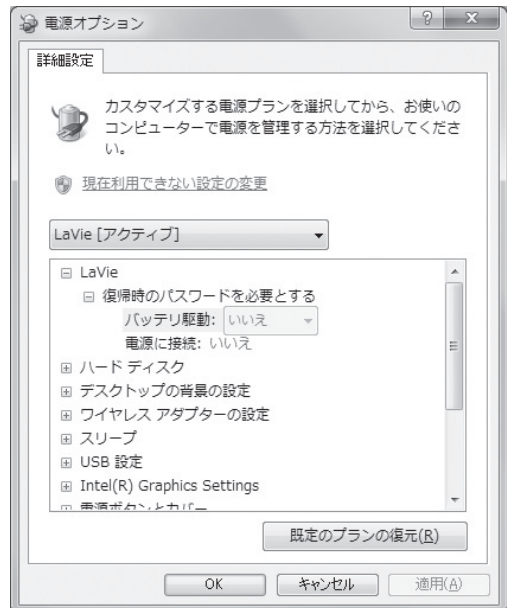 電源オプション
詳細設定
カスタマイズする電源プランを選択してから、お使いの
コンピューターで電源を管理する方法を選択してくださ
い。
現在利用できない設定の変更
LaVie [アクティブ]
LaVie
復帰時のパスワードを必要とする
バッテリ駆動: いいえ
電源に接続: いいえ
ハード ディスク
デスクトップの背景の設定
ワイヤレス アダプターの設定
スリープ
USB 設定
Intel(R) Graphics Settings
電源ボタンとカバー
既定のプランの復元(R)
OK キャンセル 適用(A)